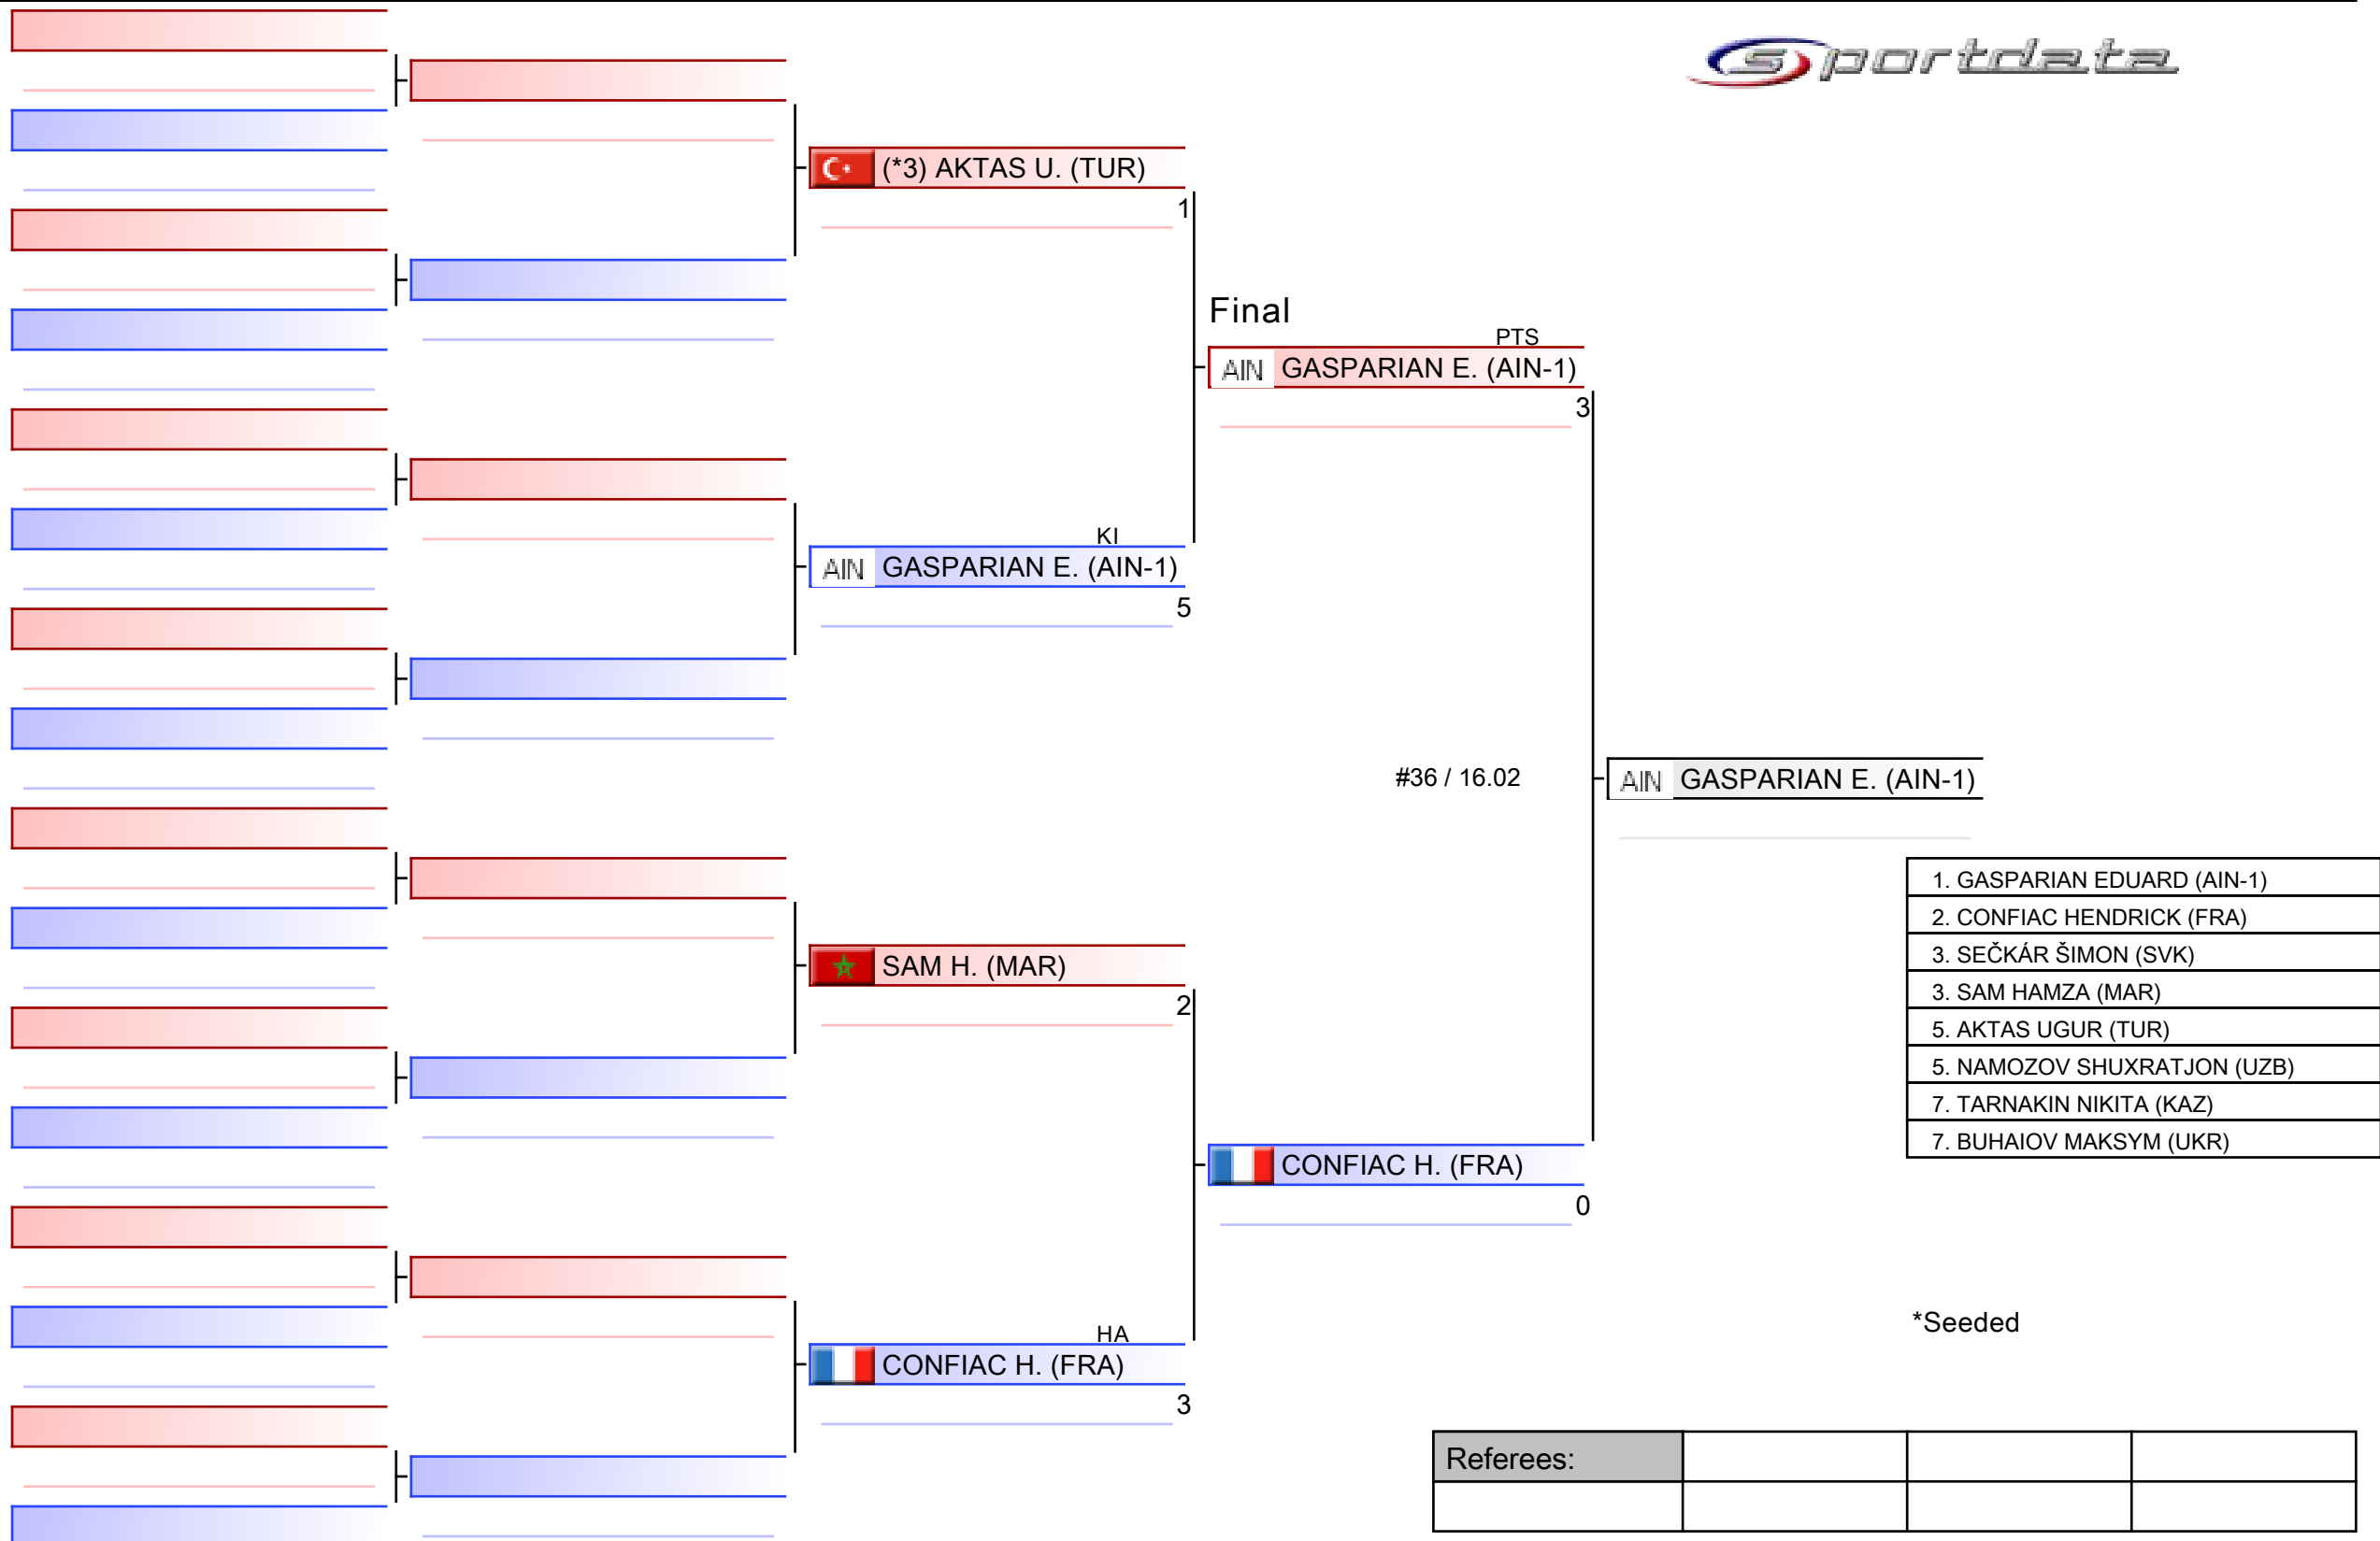 sportdata
(*3) AKTAS U. (TUR)
1
Final
PTS
AIN GASPARIAN E. (AIN-1)
3
KI
AIN GASPARIAN E. (AIN-1)
5
#36 / 16.02
AIN GASPARIAN E. (AIN-1)
1. GASPARIAN EDUARD (AIN-1)
2. CONFIAC HENDRICK (FRA)
3. SEČKÁR ŠIMON (SVK)
3. SAM HAMZA (MAR)
5. AKTAS UGUR (TUR)
5. NAMOZOV SHUXRATJON (UZB)
7. TARNAKIN NIKITA (KAZ)
7. BUHAIOV MAKSYM (UKR)
SAM H. (MAR)
2
CONFIAC H. (FRA)
0
HA
CONFIAC H. (FRA)
3
*Seeded
Referees: